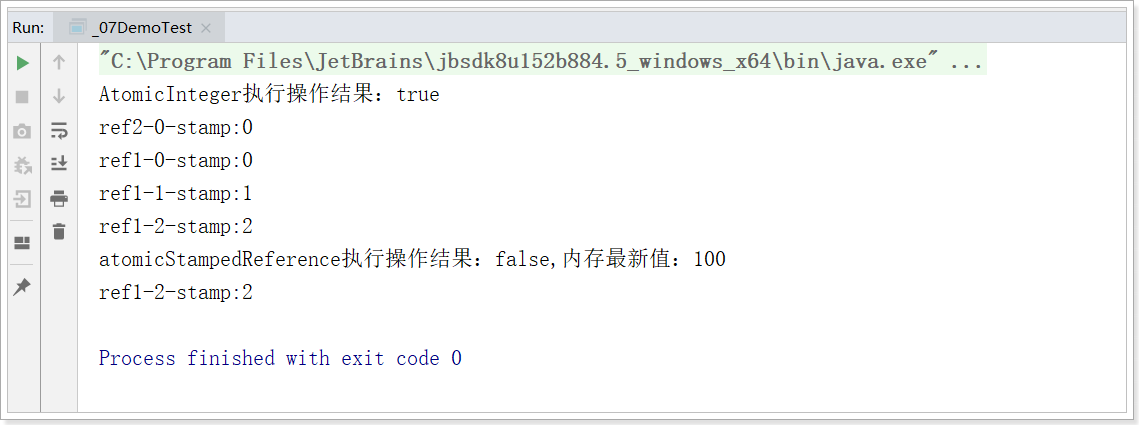 Run: _07DemoTest
"C:\Program Files\JetBrains\jbsdk8u152b884.5_windows_x64\bin\java.exe" ...
AtomicInteger执行操作结果：true
ref2-0-stamp:0
ref1-0-stamp:0
ref1-1-stamp:1
ref1-2-stamp:2
atomicStampedReference执行操作结果：false,内存最新值：100
ref1-2-stamp:2
Process finished with exit code 0